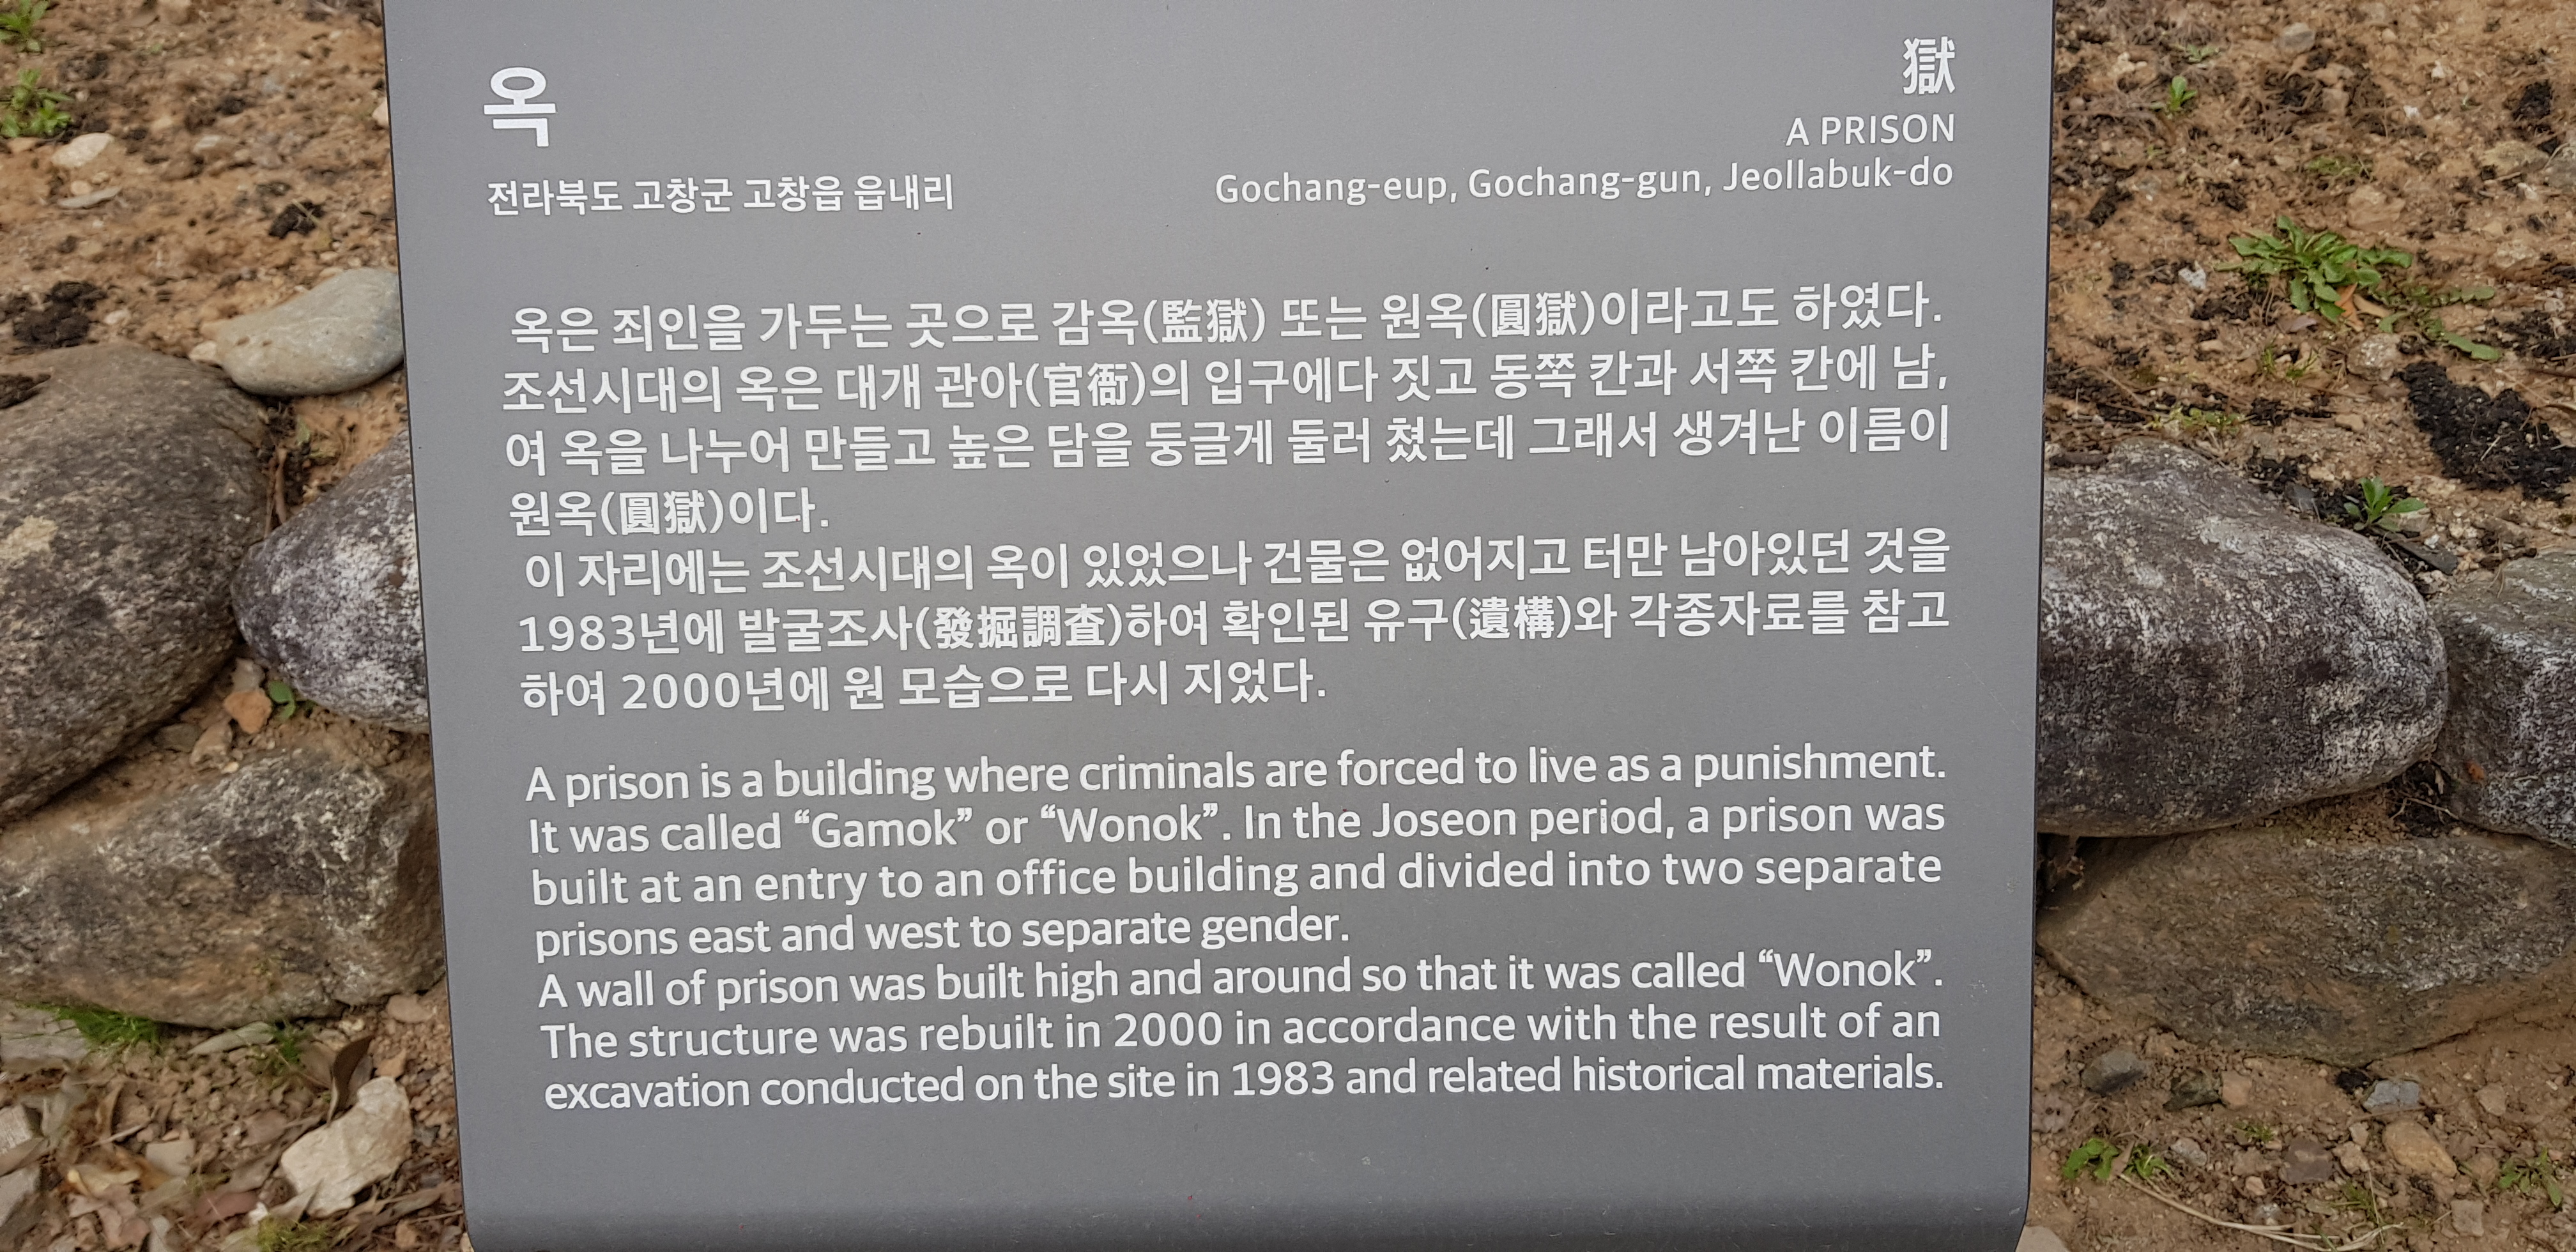 옥
獄
A PRISON
전라북도 고창군 고창읍 읍내리
Gochang-eup, Gochang-gun, Jeollabuk-do
옥은 죄인을 가두는 곳으로 감옥(監獄) 또는 원옥(圓獄)이라고도 하였다.
조선시대의 옥은 대개 관아(官衙)의 입구에다 짓고 동쪽 칸과 서쪽 칸에 남,
여 옥을 나누어 만들고 높은 담을 둥글게 둘러 쳤는데 그래서 생겨난 이름이
원옥(圓獄)이다.
이 자리에는 조선시대의 옥이 있었으나 건물은 없어지고 터만 남아있던 것을
1983년에 발굴조사(發掘調査)하여 확인된 유구(遺構)와 각종자료를 참고
하여 2000년에 원 모습으로 다시 지었다.
A prison is a building where criminals are forced to live as a punishment.
It was called “Gamok” or “Wonok”. In the Joseon period, a prison was
built at an entry to an office building and divided into two separate
prisons east and west to separate gender.
A wall of prison was built high and around so that it was called “Wonok”.
The structure was rebuilt in 2000 in accordance with the result of an
excavation conducted on the site in 1983 and related historical materials.